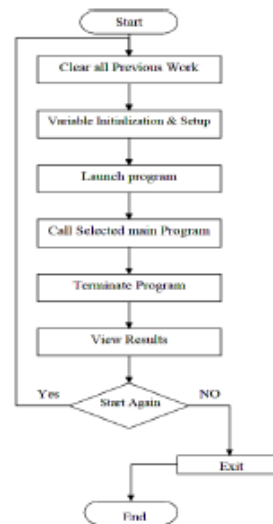 Start
Clear all Previous Work
Variable Initialization & Setup
Launch program
Call Selected main Program
Terminate Program
View Results
Yes
Start Again
NO
Exit
End